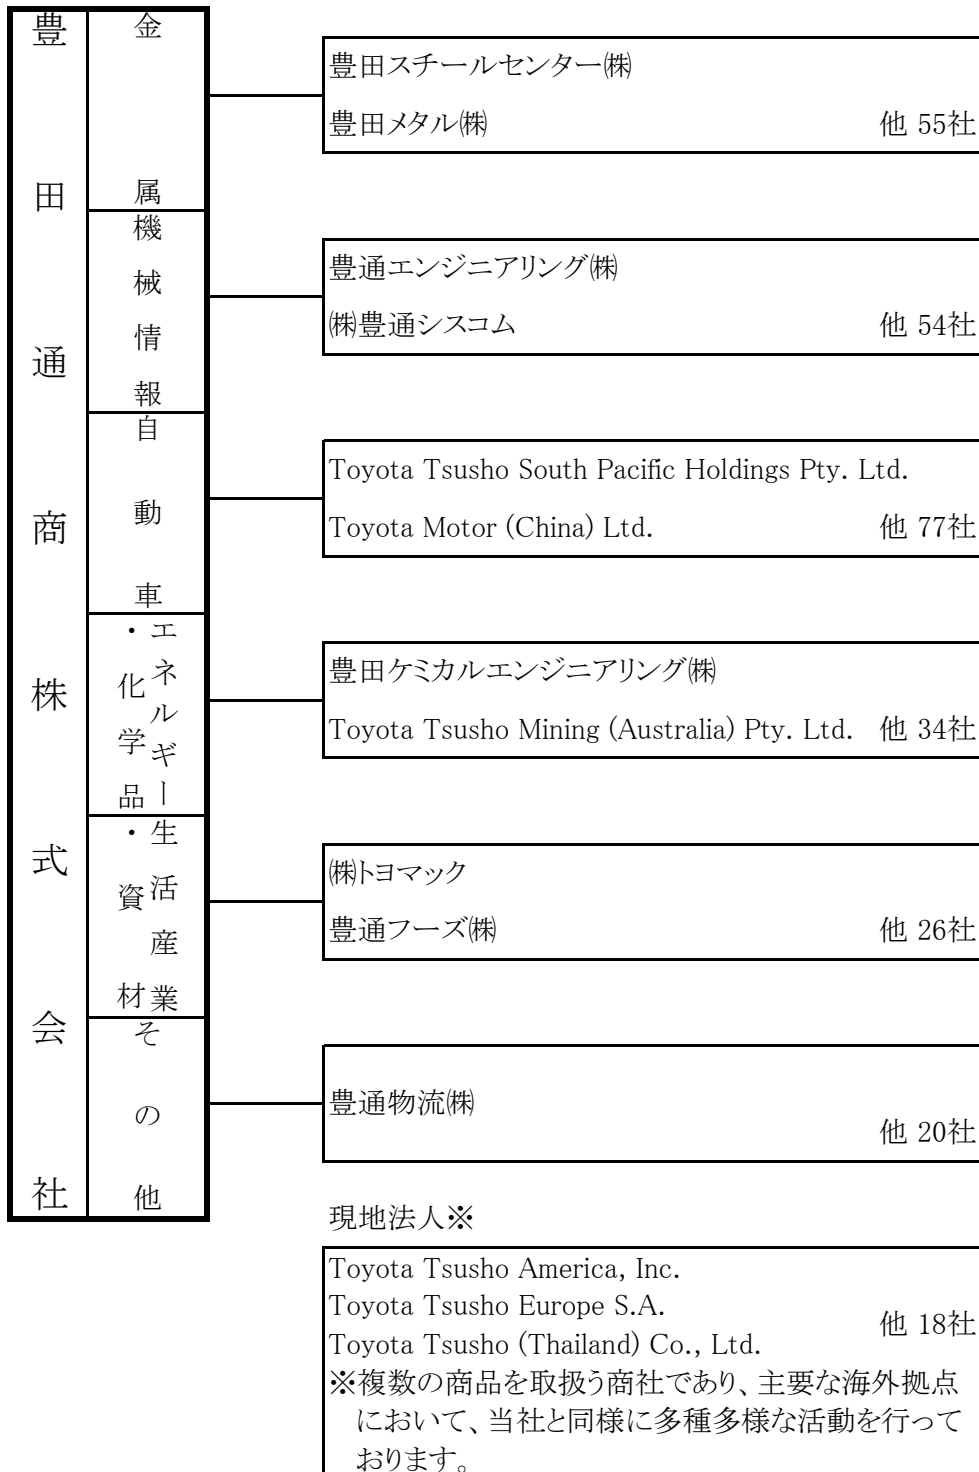 豊田通商株式会社
金属
豊田スチールセンター㈱
豊田メタル㈱ 他 55社
機械情報
豊通エンジニアリング㈱
㈱豊通シスコム 他 54社
自動車
Toyota Tsusho South Pacific Holdings Pty. Ltd.
Toyota Motor (China) Ltd. 他 77社
エネルギー
・化学品
豊田ケミカルエンジニアリング㈱
Toyota Tsusho Mining (Australia) Pty. Ltd. 他 34社
生活産業
・資材
㈱トヨマック
豊通フーズ㈱ 他 26社
その他
豊通物流㈱
他 20社
現地法人※
Toyota Tsusho America, Inc.
Toyota Tsusho Europe S.A.
他 18社
Toyota Tsusho (Thailand) Co., Ltd.
※複数の商品を取扱う商社であり、主要な海外拠点
において、当社と同様に多種多様な活動を行って
おります。